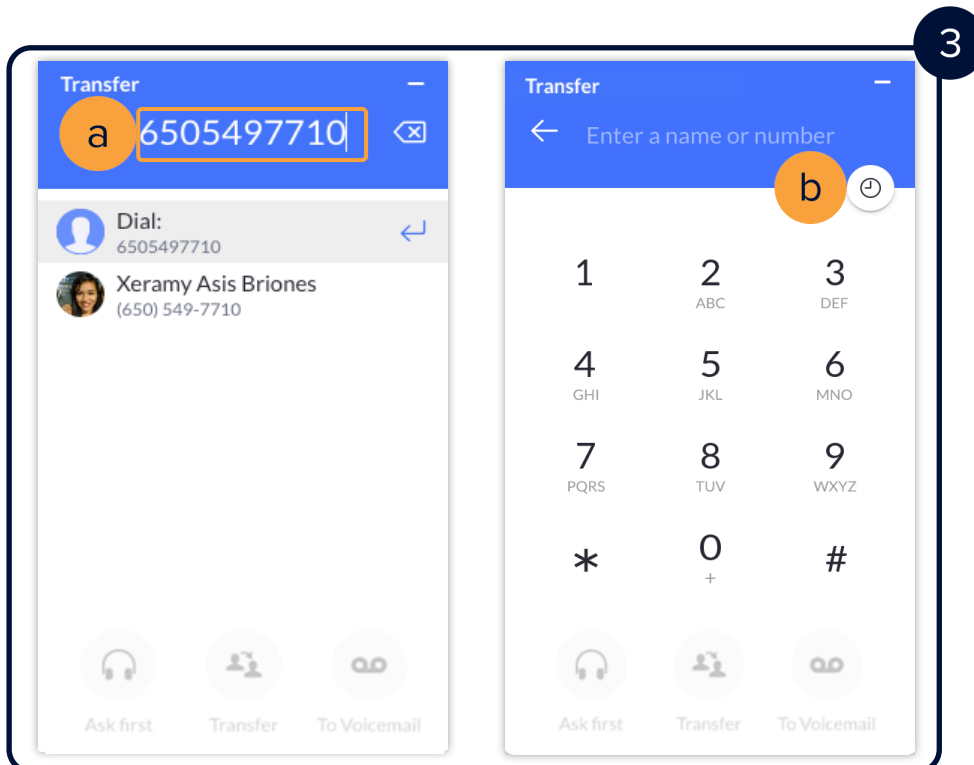 3
Transfer
a 6505497710
Dial:
6505497710
Xeramy Asis Briones
(650) 549-7710
Ask first Transfer To Voicemail
Transfer
Enter a name or number
b
1 2 3
ABC DEF
4 5 6
GHI JKL MNO
7 8 9
PQRS TUV WXYZ
* 0 #
+
Ask first Transfer To Voicemail